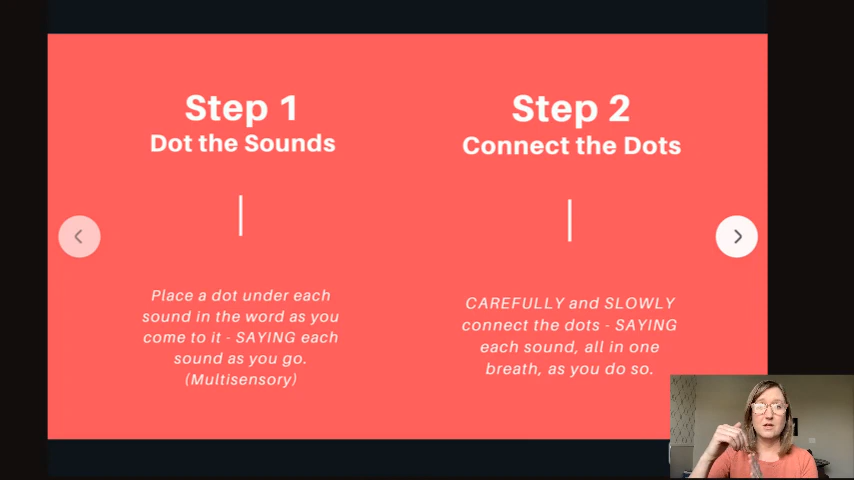 Step 1
Dot the Sounds
Place a dot under each
sound in the word as you
come to it - SAYING each
sound as you go.
(Multisensory)
Step 2
Connect the Dots
CAREFULLY and SLOWLY
connect the dots - SAYING
each sound, all in one
breath, as you do so.